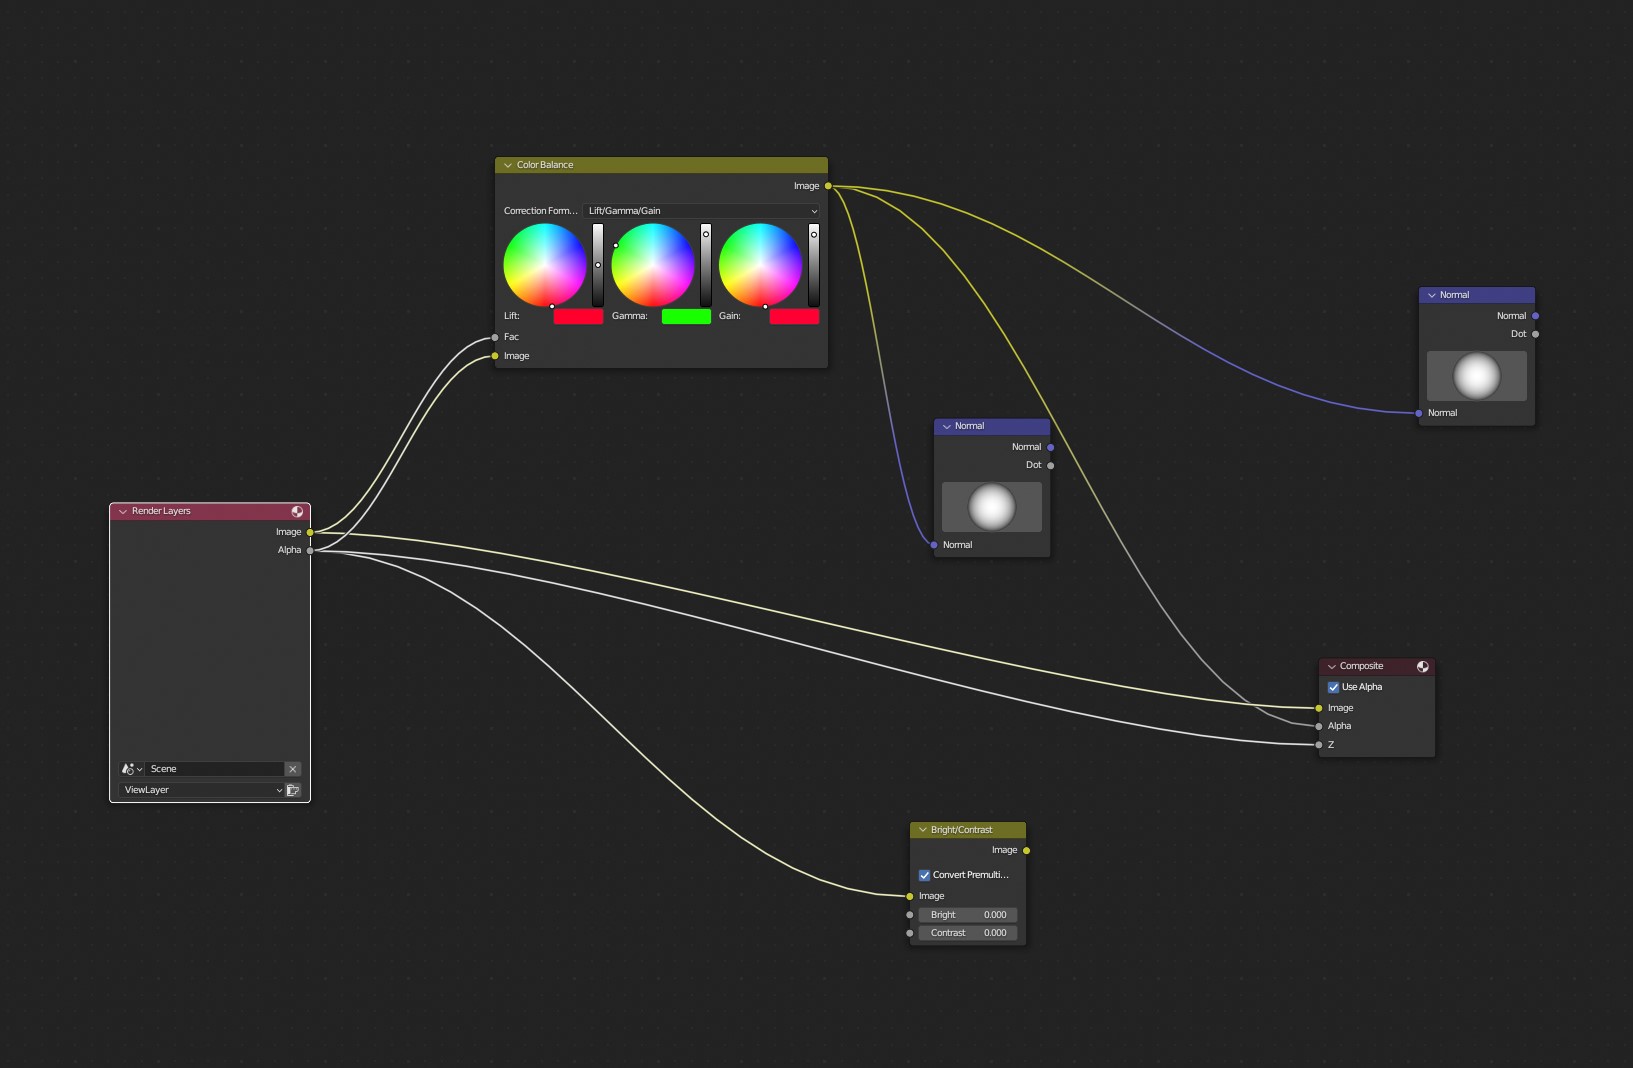 Color Balance
Image
Correction Form...
Lift/Gamma/Gain
Lift:
Gamma:
Gain:
Fac
Image
Normal
Normal
Dot
Normal
Normal
Normal
Dot
Normal
Render Layers
Image
Alpha
Scene
ViewLayer
Composite
Use Alpha
Image
Alpha
Z
Bright/Contrast
Image
Convert Premulti...
Image
Bright 0.000
Contrast 0.000